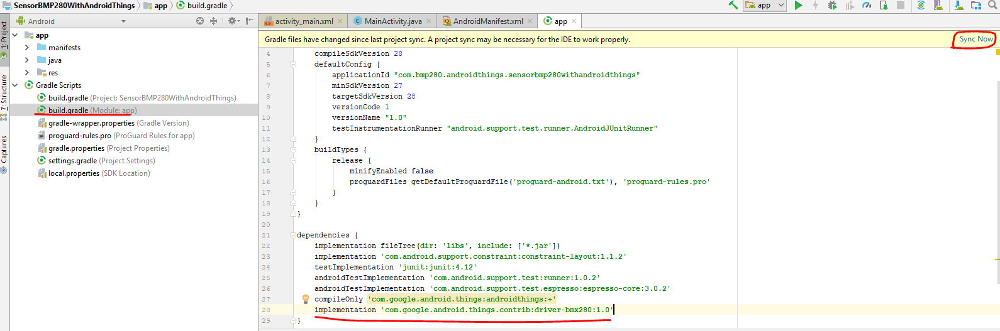 SensorBMP280WithAndroidThings app build.gradle app
Android
activity_main.xml MainActivity.java AndroidManifest.xml app
Gradle files have changed since last project sync. A project sync may be necessary for the IDE to work properly. Sync Now
1: Project
7: Structure
Captures
app
manifests
java
res
Gradle Scripts
build.gradle (Project: SensorBMP280WithAndroidThings)
build.gradle (Module: app)
gradle-wrapper.properties (Gradle Version)
proguard-rules.pro (ProGuard Rules for app)
gradle.properties (Project Properties)
settings.gradle (Project Settings)
local.properties (SDK Location)
4 compileSdkVersion 28
5 defaultConfig {
6 applicationId "com.bmp280.androidthings.sensorbmp280withandroidthings"
7 minSdkVersion 27
8 targetSdkVersion 28
9 versionCode 1
10 versionName "1.0"
11 testInstrumentationRunner "android.support.test.runner.AndroidJUnitRunner"
12 }
13 buildTypes {
14 release {
15 minifyEnabled false
16 proguardFiles getDefaultProguardFile('proguard-android.txt'), 'proguard-rules.pro'
17 }
18 }
19 }
20
21 dependencies {
22 implementation fileTree(dir: 'libs', include: ['*.jar'])
23 implementation 'com.android.support.constraint:constraint-layout:1.1.2'
24 testImplementation 'junit:junit:4.12'
25 androidTestImplementation 'com.android.support.test:runner:1.0.2'
26 androidTestImplementation 'com.android.support.test.espresso:espresso-core:3.0.2'
27 compileOnly 'com.google.android.things:androidthings:+'
28 implementation 'com.google.android.things.contrib:driver-bmx280:1.0'
29 }